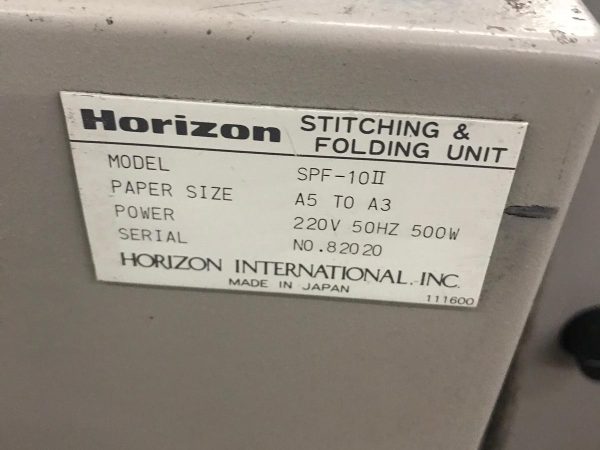 Horizon STITCHING &
FOLDING UNIT
MODEL SPF-10II
PAPER SIZE A5 TO A3
POWER 220V 50HZ 500W
SERIAL NO.82020
HORIZON INTERNATIONAL.INC.
MADE IN JAPAN
111600